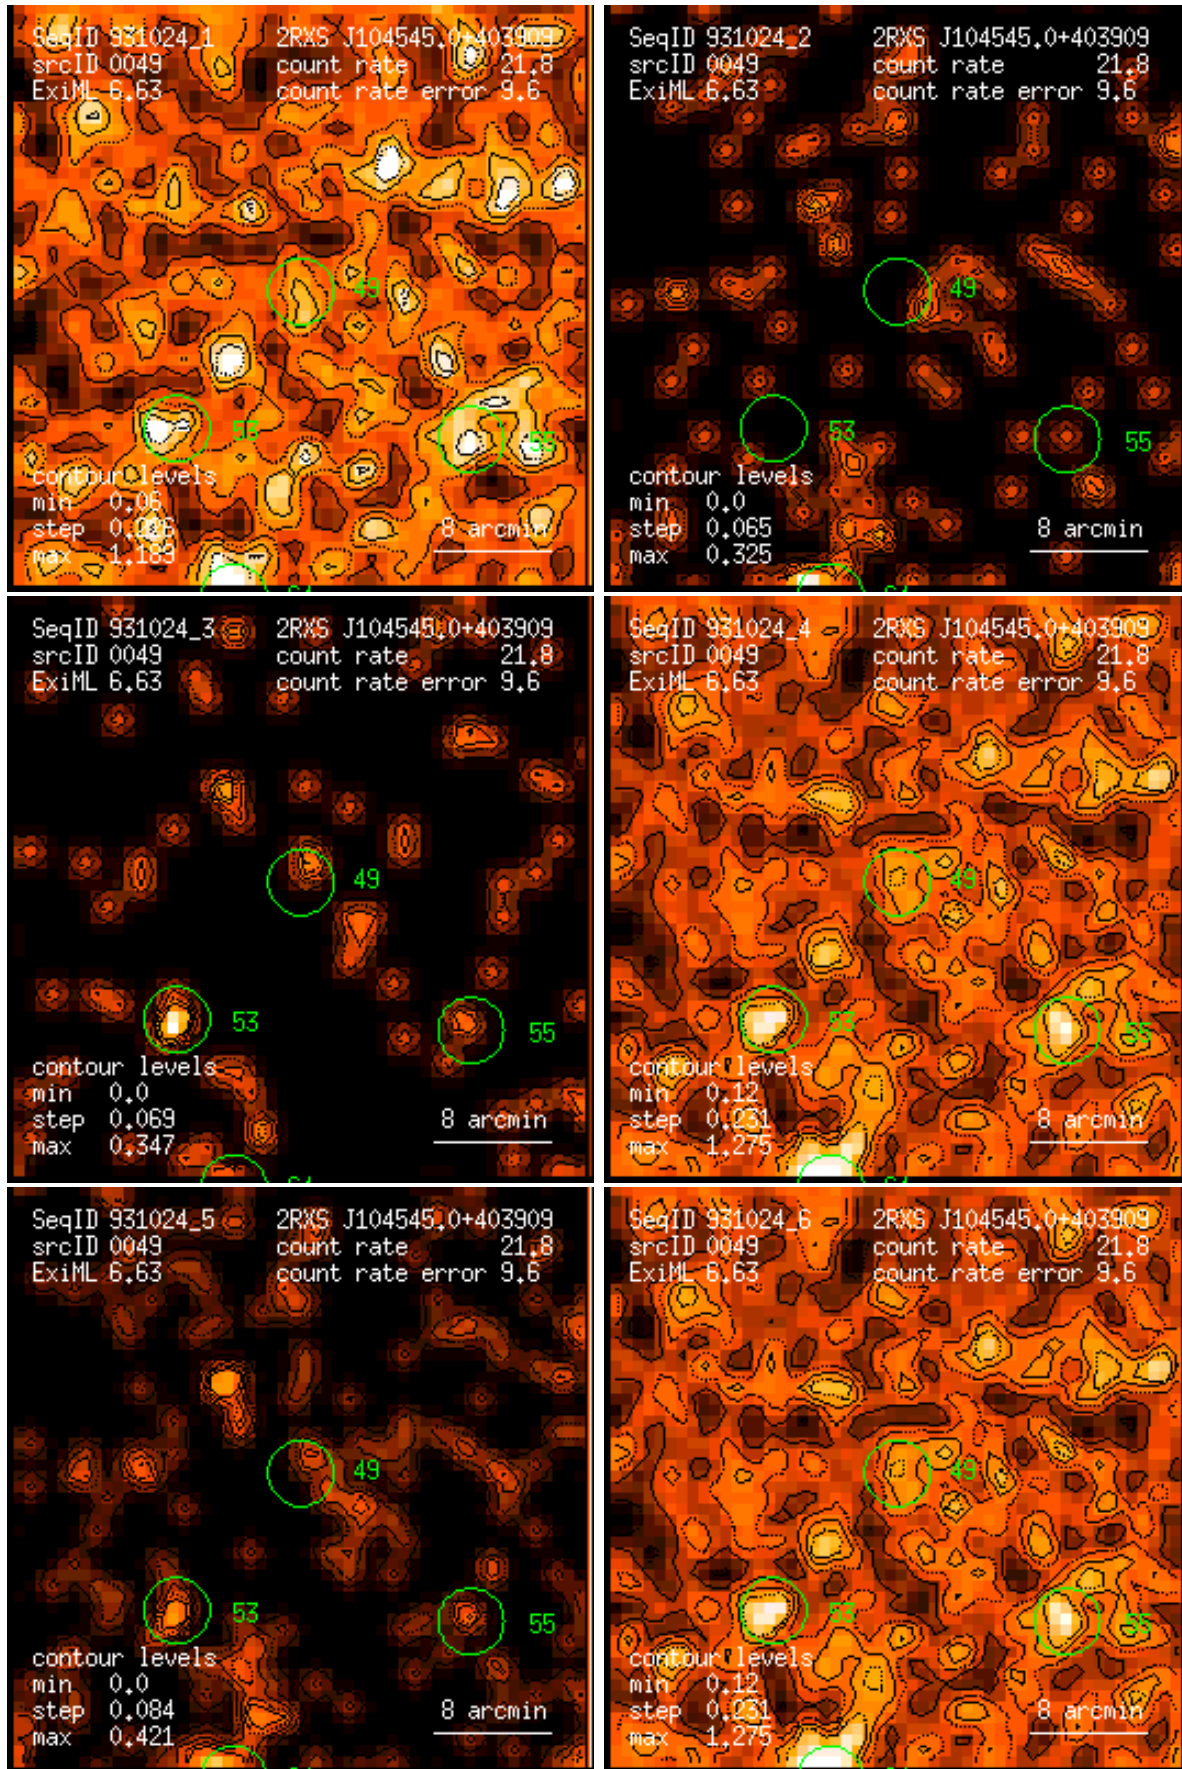 SeqID 931024_1 2RXS J104545.0+403909
srcID 0049 count rate 21.8
ExiML 6.63 count rate error 9.6
49
53
55
contour levels
min 0.06
step 0.226
max 1.189
8 arcmin
SeqID 931024_2 2RXS J104545.0+403909
srcID 0049 count rate 21.8
ExiML 6.63 count rate error 9.6
49
53
55
contour levels
min 0.0
step 0.065
max 0.325
8 arcmin
SeqID 931024_3 2RXS J104545.0+403909
srcID 0049 count rate 21.8
ExiML 6.63 count rate error 9.6
49
53
55
contour levels
min 0.0
step 0.069
max 0.347
8 arcmin
SeqID 931024_4 2RXS J104545.0+403909
srcID 0049 count rate 21.8
ExiML 6.63 count rate error 9.6
49
53
55
contour levels
min 0.12
step 0.231
max 1.275
8 arcmin
SeqID 931024_5 2RXS J104545.0+403909
srcID 0049 count rate 21.8
ExiML 6.63 count rate error 9.6
49
53
55
contour levels
min 0.0
step 0.084
max 0.421
8 arcmin
SeqID 931024_6 2RXS J104545.0+403909
srcID 0049 count rate 21.8
ExiML 6.63 count rate error 9.6
49
53
55
contour levels
min 0.12
step 0.231
max 1.275
8 arcmin